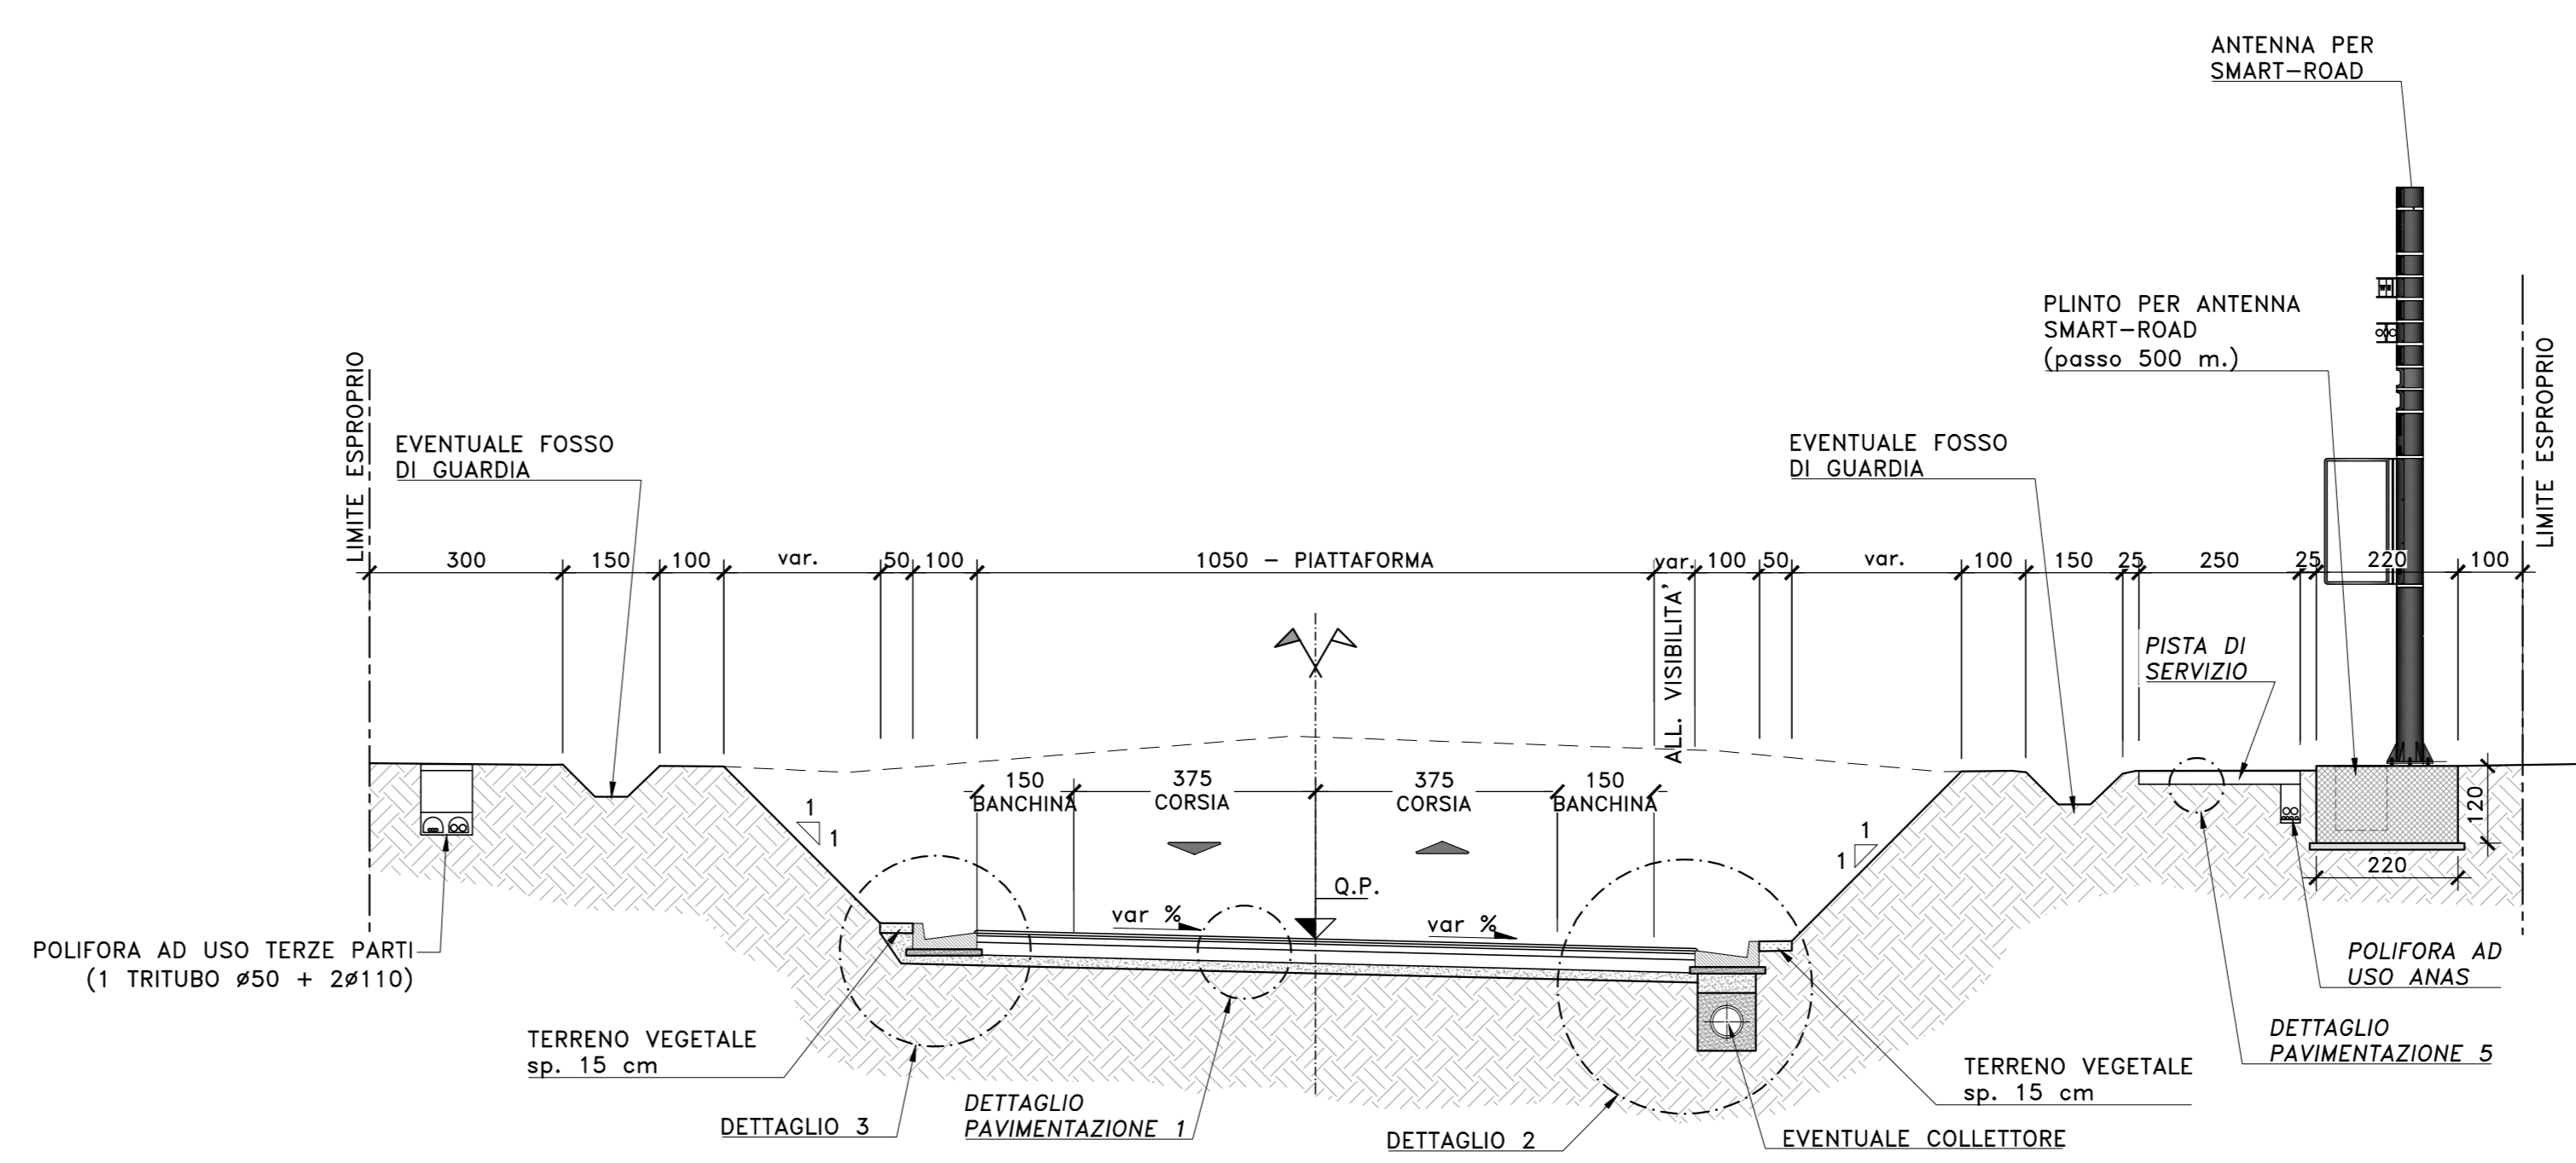 ANTENNA PER
SMART-ROAD
PLINTO PER ANTENNA
SMART-ROAD
(passo 500 m.)
LIMITE ESPROPRIO
EVENTUALE FOSSO
DI GUARDIA
EVENTUALE FOSSO
DI GUARDIA
LIMITE ESPROPRIO
300 150 100 var. 50 100 1050 - PIATTAFORMA var. 100 50 var. 100 150 25 250 25 220 100
ALL. VISIBILITA'
PISTA DI
SERVIZIO
150
BANCHINA
375
CORSIA
375
CORSIA
150
BANCHINA
1
1
1
1
120
220
Q.P.
var %
var %
POLIFORA AD USO TERZE PARTI
(1 TRITUBO ø50 + 2ø110)
POLIFORA AD
USO ANAS
TERRENO VEGETALE
sp. 15 cm
DETTAGLIO
PAVIMENTAZIONE 5
TERRENO VEGETALE
sp. 15 cm
DETTAGLIO 3
DETTAGLIO
PAVIMENTAZIONE 1
DETTAGLIO 2
EVENTUALE COLLETTORE